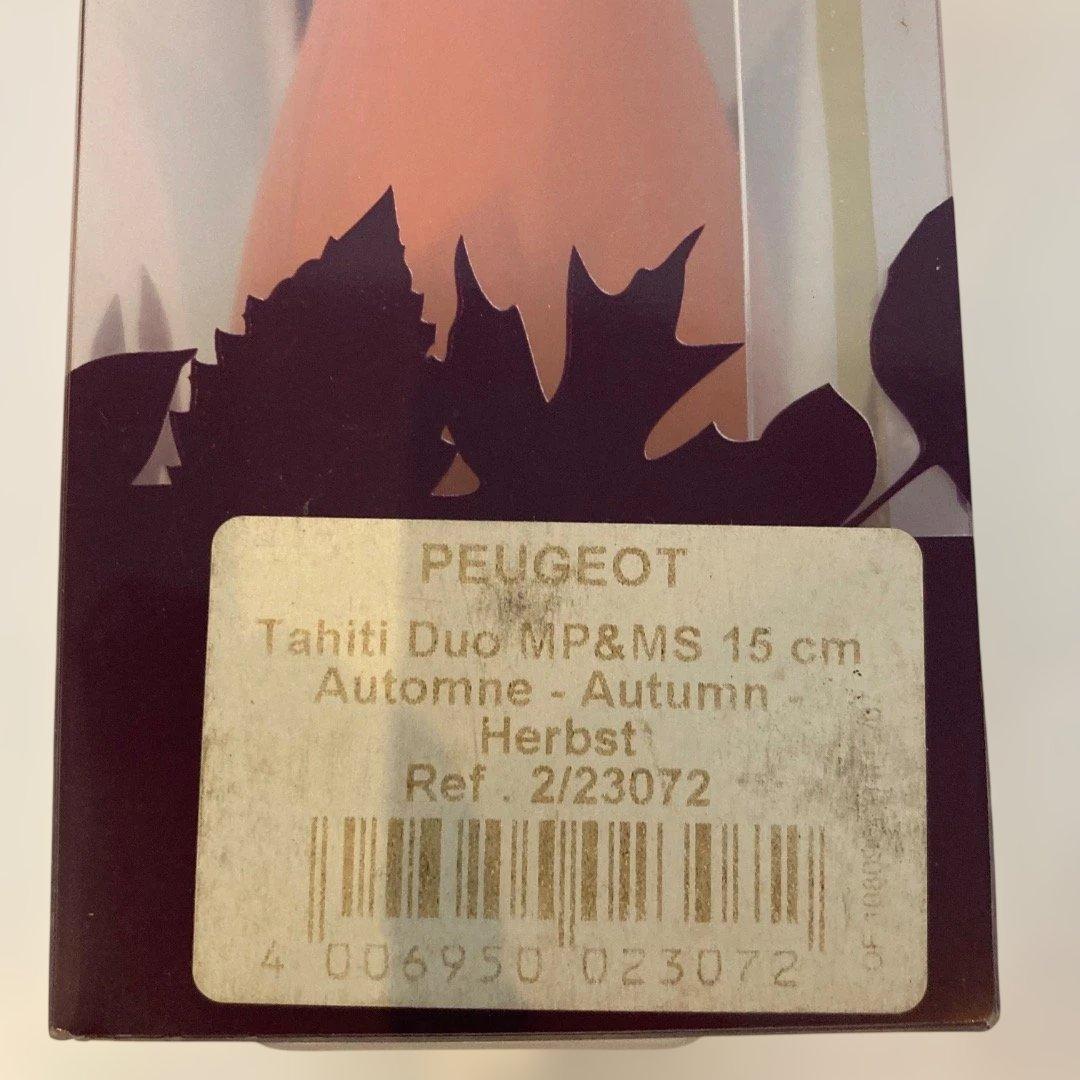 PEUGEOT
Tahiti Duo MP&MS 15 cm
Automne - Autumn -
Herbst
Ref . 2/23072
4 006950 023072